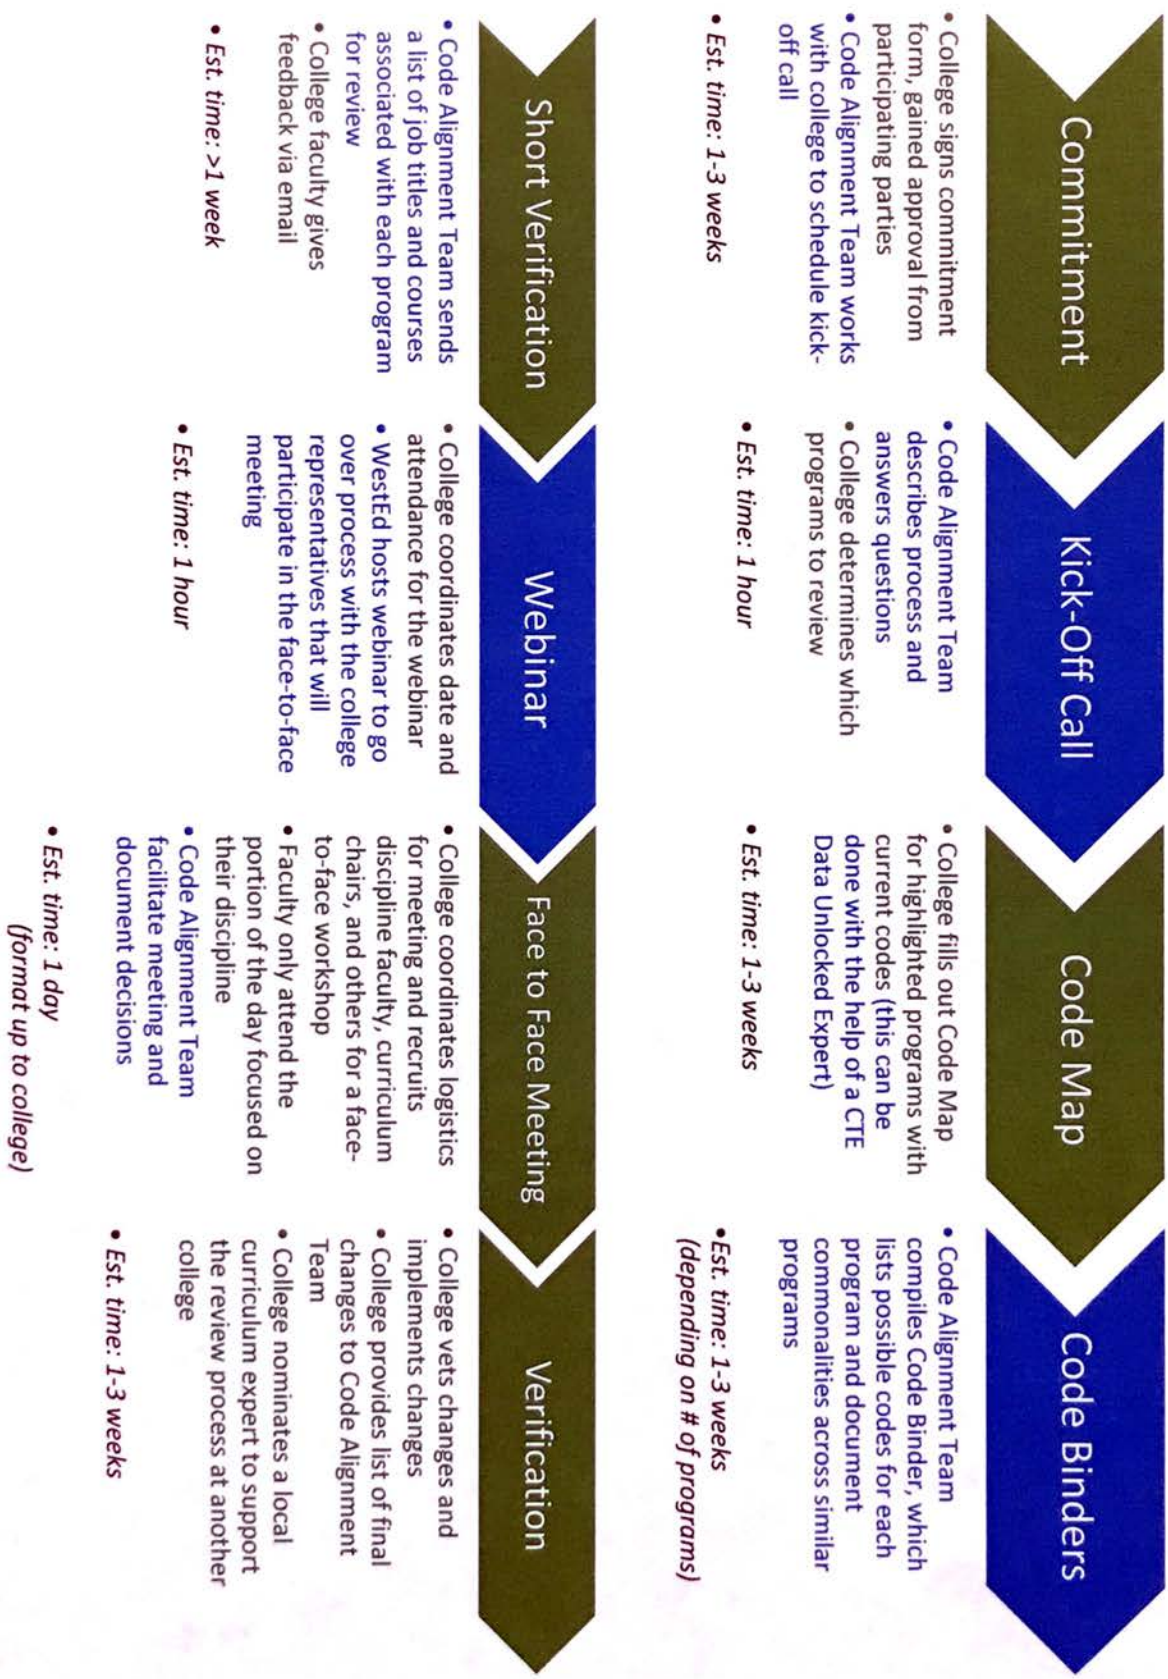 Commitment
• College signs commitment
form, gained approval from
participating parties
• Code Alignment Team works
with college to schedule kick-
off call
• Est. time: 1-3 weeks
Kick-Off Call
• Code Alignment Team
describes process and
answers questions
• College determines which
programs to review
• Est. time: 1 hour
Code Map
• College fills out Code Map
for highlighted programs with
current codes (this can be
done with the help of a CTE
Data Unlocked Expert)
• Est. time: 1-3 weeks
Code Binders
• Code Alignment Team
compiles Code Binder, which
lists possible codes for each
program and document
commonalities across similar
programs
•Est. time: 1-3 weeks
(depending on # of programs)
Short Verification
• Code Alignment Team sends
a list of job titles and courses
associated with each program
for review
• College faculty gives
feedback via email
• Est. time: >1 week
Webinar
• College coordinates date and
attendance for the webinar
• WestEd hosts webinar to go
over process with the college
representatives that will
participate in the face-to-face
meeting
• Est. time: 1 hour
Face to Face Meeting
• College coordinates logistics
for meeting and recruits
discipline faculty, curriculum
chairs, and others for a face-
to-face workshop
• Faculty only attend the
portion of the day focused on
their discipline
• Code Alignment Team
facilitate meeting and
document decisions
• Est. time: 1 day
(format up to college)
Verification
• College vets changes and
implements changes
• College provides list of final
changes to Code Alignment
Team
• College nominates a local
curriculum expert to support
the review process at another
college
• Est. time: 1-3 weeks